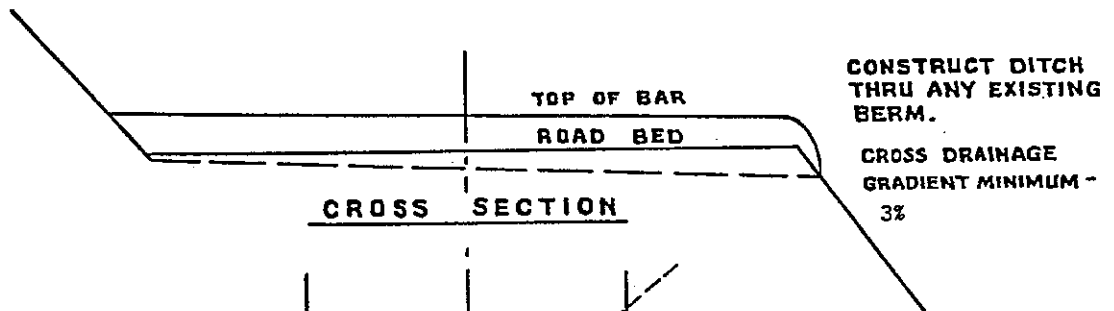 TOP OF BAR
ROAD BED
CROSS SECTION
CONSTRUCT DITCH
THRU ANY EXISTING
BERM.
CROSS DRAINAGE
GRADIENT MINIMUM -
3%